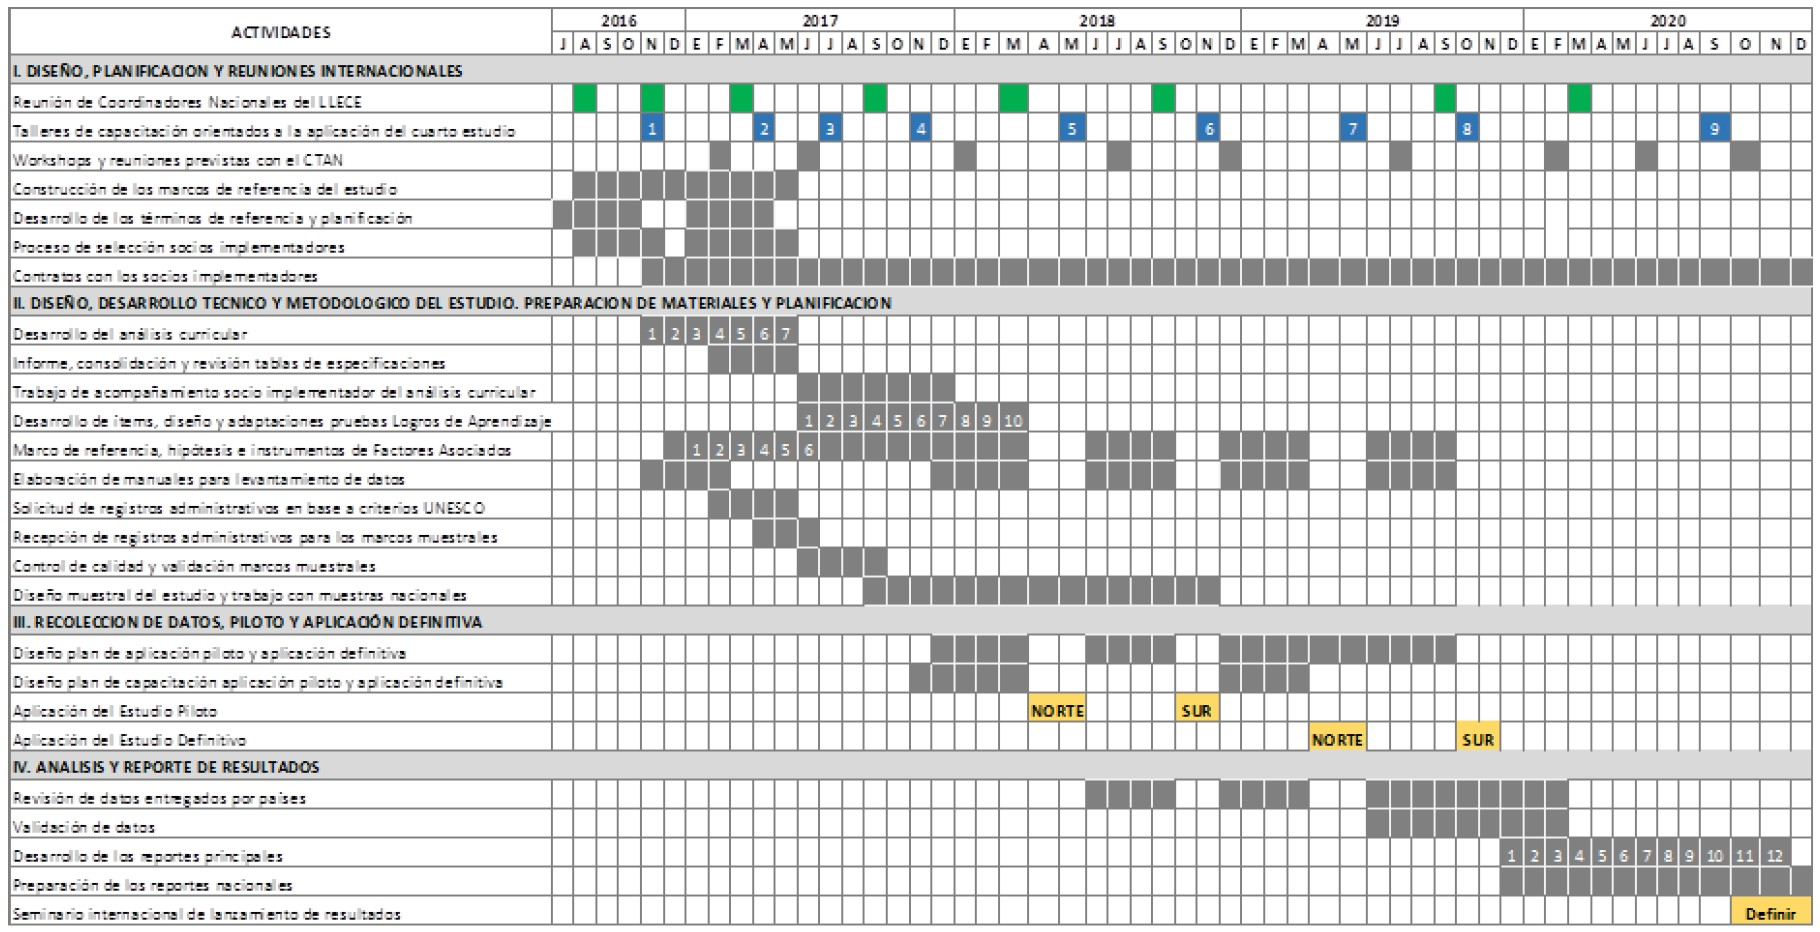 ACTIVIDADES
2016 2017 2018 2019 2020
J A S O N D E F M A M J J A S O N D E F M A M J J A S O N D E F M A M J J A S O N D E F M A M J J A S O N D
I. DISEÑO, PLANIFICACION Y REUNIONES INTERNACIONALES
Reunión de Coordinadores Nacionales del LLECE
Talleres de capacitación orientados a la aplicación del cuarto estudio 1 2 3 4 5 6 7 8 9
Workshops y reuniones previstas con el CTAN
Construcción de los marcos de referencia del estudio
Desarrollo de los términos de referencia y planificación
Proceso de selección socios implementadores
Contratos con los socios implementadores
II. DISEÑO, DESARROLLO TECNICO Y METODOLOGICO DEL ESTUDIO. PREPARACION DE MATERIALES Y PLANIFICACION
Desarrollo del análisis curricular 1 2 3 4 5 6 7
Informe, consolidación y revisión tablas de especificaciones
Trabajo de acompañamiento socio implementador del análisis curricular
Desarrollo de ítems, diseño y adaptaciones pruebas Logros de Aprendizaje 1 2 3 4 5 6 7 8 9 10
Marco de referencia, hipótesis e instrumentos de Factores Asociados 1 2 3 4 5 6
Elaboración de manuales para levantamiento de datos
Solicitud de registros administrativos en base a criterios UNESCO
Recepción de registros administrativos para los marcos muestrales
Control de calidad y validación marcos muestrales
Diseño muestral del estudio y trabajo con muestras nacionales
III. RECOLECCION DE DATOS, PILOTO Y APLICACIÓN DEFINITIVA
Diseño plan de aplicación piloto y aplicación definitiva
Diseño plan de capacitación aplicación piloto y aplicación definitiva
Aplicación del Estudio Piloto NORTE SUR
Aplicación del Estudio Definitivo NORTE SUR
IV. ANALISIS Y REPORTE DE RESULTADOS
Revisión de datos entregados por países
Validación de datos
Desarrollo de los reportes principales 1 2 3 4 5 6 7 8 9 10 11 12
Preparación de los reportes nacionales
Seminario internacional de lanzamiento de resultados Definir